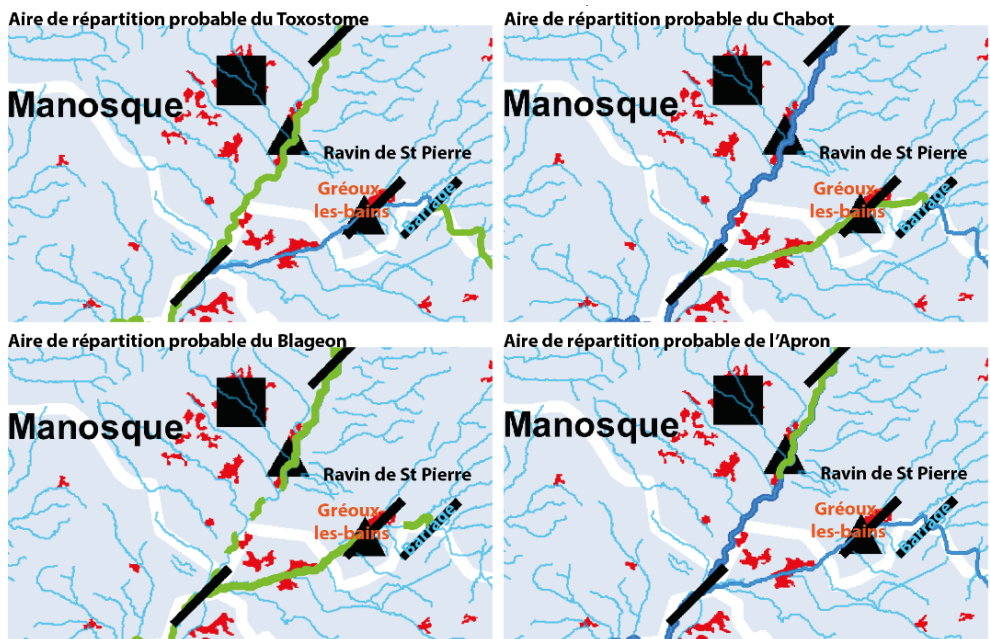 Aire de répartition probable du Toxostome
Manosque
Ravin de St Pierre
Gréoux
les-bains
barrage
Aire de répartition probable du Chabot
Manosque
Ravin de St Pierre
Gréoux
les-bains
barrage
Aire de répartition probable du Blageon
Manosque
Ravin de St Pierre
Gréoux
les-bains
barrage
Aire de répartition probable de l'Apron
Manosque
Ravin de St Pierre
Gréoux
les-bains
barrage